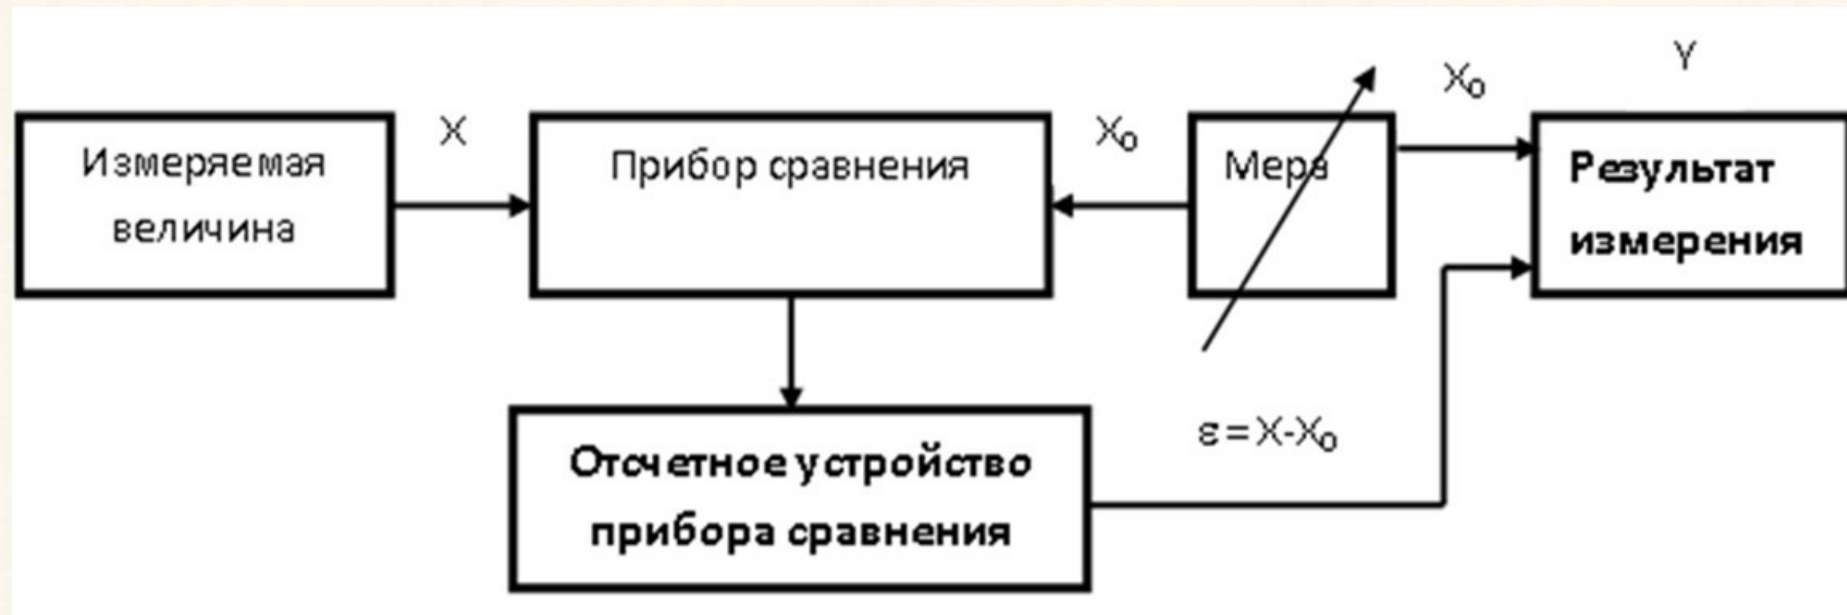 Измеряемая
величина
X
Прибор сравнения
X₀
Мера
X₀
Y
Результат
измерения
Отсчетное устройство
прибора сравнения
ε=X-X₀